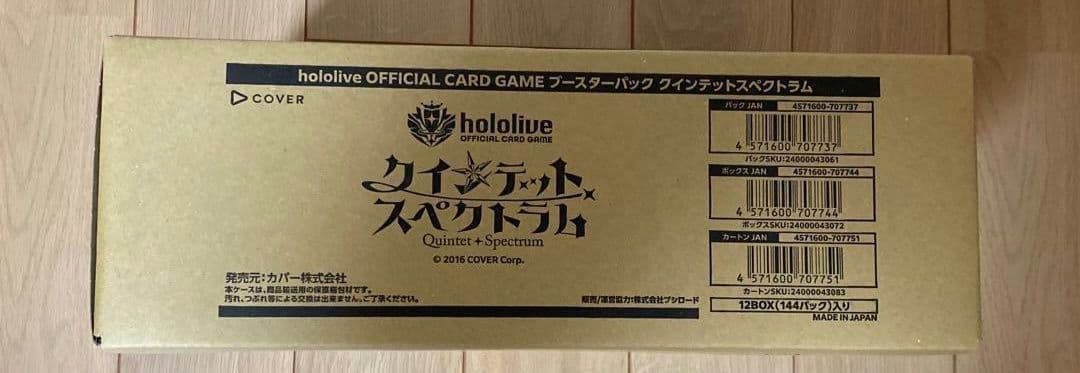 hololive OFFICIAL CARD GAME ブースターパック クインテットスペクトラム
COVER
hololive
OFFICIAL CARD GAME
クインテット
スペクトラム
Quintet Spectrum
© 2016 COVER Corp.
発売元:カバー株式会社
本ケースは、商品輸送用の保護梱包材です。
汚れ、つぶれ等による交換は出来ません。ご了承ください。
販売/運営協力:株式会社ブシロード
パック JAN 4571600-707737
4 571600 707737
パックSKU:24000043061
ボックス JAN 4571600-707744
4 571600 707744
ボックスSKU:24000043072
カートン JAN 4571600-707751
4 571600 707751
カートンSKU:24000043083
12BOX(144パック)入り
MADE IN JAPAN